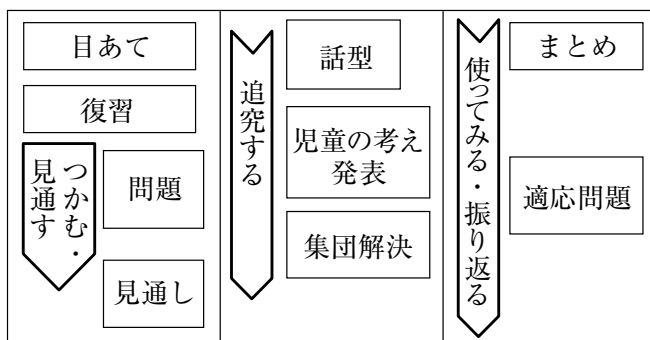 目あて
復習
つかむ・
見通す
問題
見通し
追究する
話型
児童の考え
発表
集団解決
使ってみる・振り返る
まとめ
適応問題